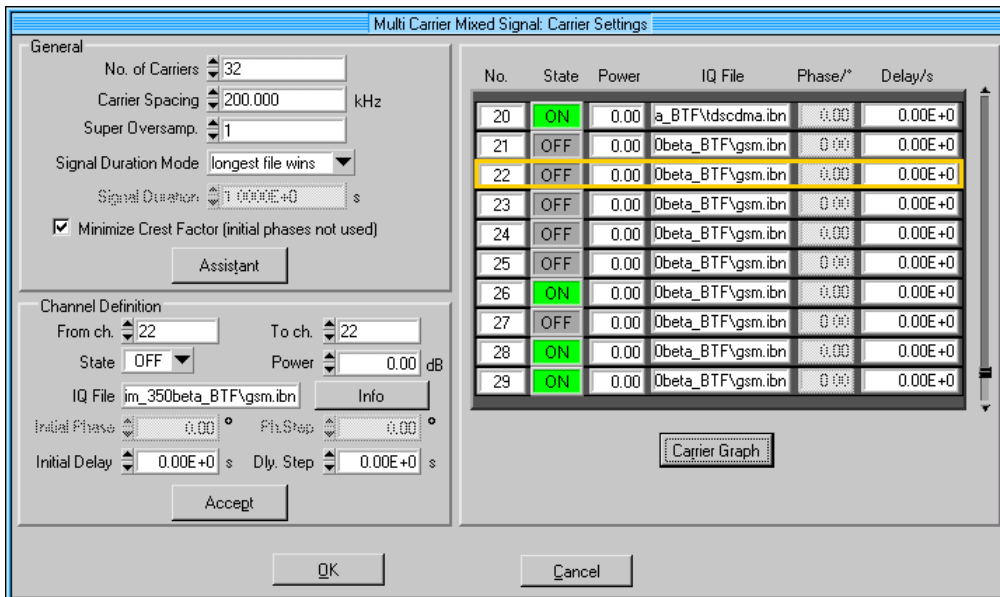 Multi Carrier Mixed Signal: Carrier Settings
General
No. of Carriers 32
Carrier Spacing 200.000 kHz
Super Oversamp. 1
Signal Duration Mode longest file wins
Signal Duration 1.0000E+0 s
Minimize Crest Factor (initial phases not used)
Assistant
Channel Definition
From ch. 22 To ch. 22
State OFF Power 0.00 dB
IQ File im_350beta_BTF\gsm.ibn Info
Initial Phase 0.00 ° Ph.Step 0.00 °
Initial Delay 0.00E+0 s Dly. Step 0.00E+0 s
Accept
No. State Power IQ File Phase/° Delay/s
20 ON 0.00 a_BTF\tdscdma.ibn 0.00 0.00E+0
21 OFF 0.00 0beta_BTF\gsm.ibn 0.00 0.00E+0
22 OFF 0.00 0beta_BTF\gsm.ibn 0.00 0.00E+0
23 OFF 0.00 0beta_BTF\gsm.ibn 0.00 0.00E+0
24 OFF 0.00 0beta_BTF\gsm.ibn 0.00 0.00E+0
25 OFF 0.00 0beta_BTF\gsm.ibn 0.00 0.00E+0
26 ON 0.00 0beta_BTF\gsm.ibn 0.00 0.00E+0
27 OFF 0.00 0beta_BTF\gsm.ibn 0.00 0.00E+0
28 ON 0.00 0beta_BTF\gsm.ibn 0.00 0.00E+0
29 ON 0.00 0beta_BTF\gsm.ibn 0.00 0.00E+0
Carrier Graph
OK Cancel